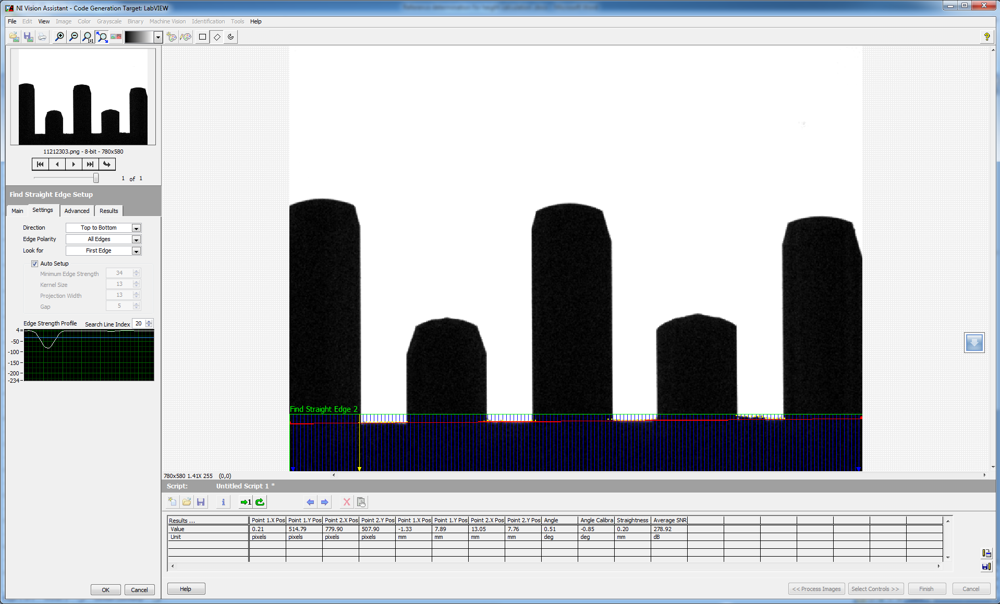 NI Vision Assistant - Code Generation Target: LabVIEW
File Edit View Image Color Grayscale Binary Machine Vision Identification Tools Help
1:1
?
11212303.png - 8-bit - 780x580
1 of 1
Find Straight Edge Setup
Main Settings Advanced Results
Direction Top to Bottom
Edge Polarity All Edges
Look for First Edge
Auto Setup
Minimum Edge Strength 34
Kernel Size 13
Projection Width 13
Gap 5
Edge Strength Profile Search Line Index 20
4
-50
-100
-150
-200
-234
OK Cancel
Find Straight Edge 2
780x580 1.41X 255 (0,0)
Script: Untitled Script 1 *
1
Results ... Point 1.X Pos Point 1.Y Pos Point 2.X Pos Point 2.Y Pos Point 1.X Pos Point 1.Y Pos Point 2.X Pos Point 2.Y Pos Angle Angle Calibra Straightness Average SNR
Value 0.21 514.79 779.90 507.90 -1.33 7.89 13.05 7.76 0.51 -0.85 0.20 278.92
Unit pixels pixels pixels pixels mm mm mm mm deg deg mm dB
Help << Process Images Select Controls >> Finish Cancel